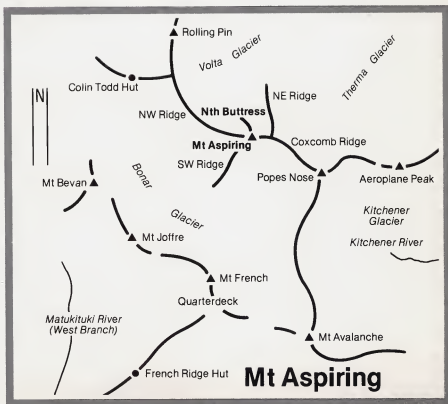 Rolling Pin
Volta Glacier
Therma Glacier
Colin Todd Hut
N
NE Ridge
NW Ridge
Nth Buttress
Mt Aspiring
Coxcomb Ridge
SW Ridge
Popes Nose
Aeroplane Peak
Mt Bevan
Bonar
Glacier
Kitchener
Glacier
Kitchener River
Mt Joffre
Mt French
Quarterdeck
Matukituki River
(West Branch)
Mt Avalanche
French Ridge Hut
Mt Aspiring